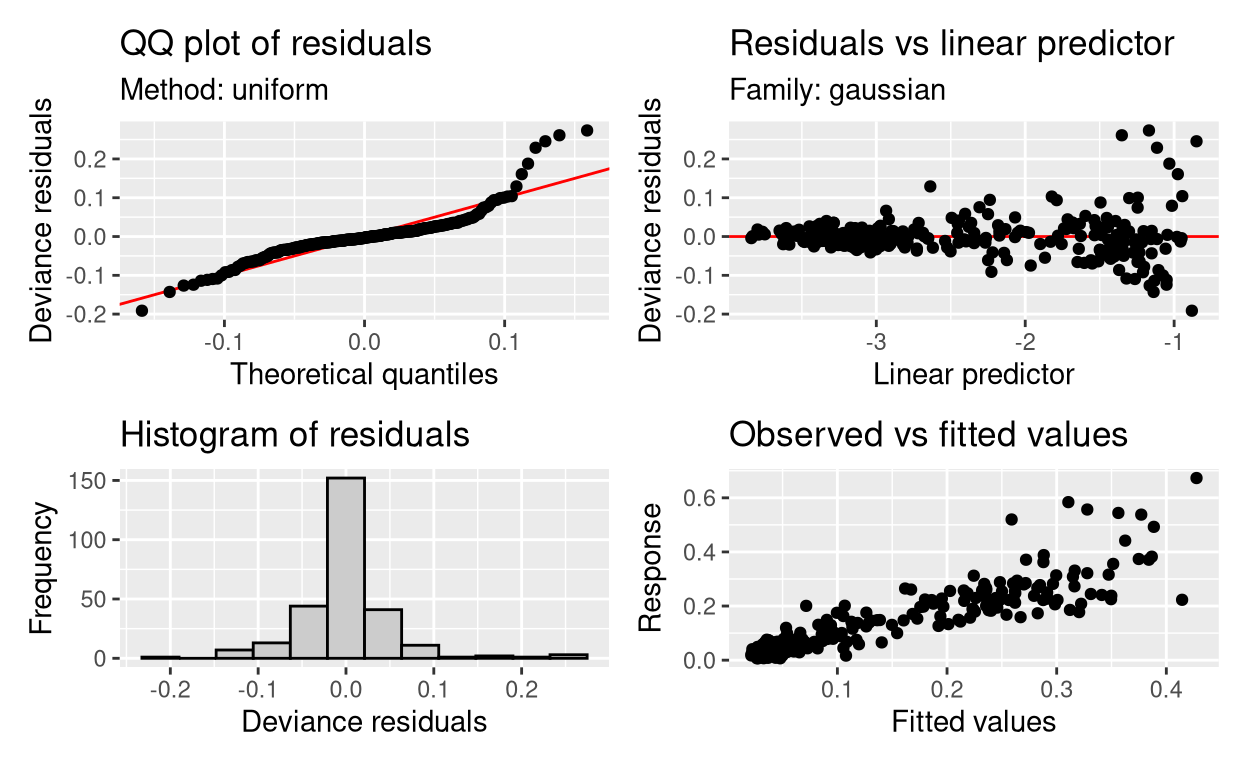 QQ plot of residuals
Method: uniform
Deviance residuals
0.2
0.1
0.0
-0.1
-0.2
-0.1
0.0
0.1
Theoretical quantiles
Residuals vs linear predictor
Family: gaussian
Deviance residuals
0.2
0.1
0.0
-0.1
-0.2
-3
-2
-1
Linear predictor
Histogram of residuals
Frequency
150
100
50
0
-0.2
-0.1
0.0
0.1
0.2
Deviance residuals
Observed vs fitted values
Response
0.6
0.4
0.2
0.0
0.1
0.2
0.3
0.4
Fitted values